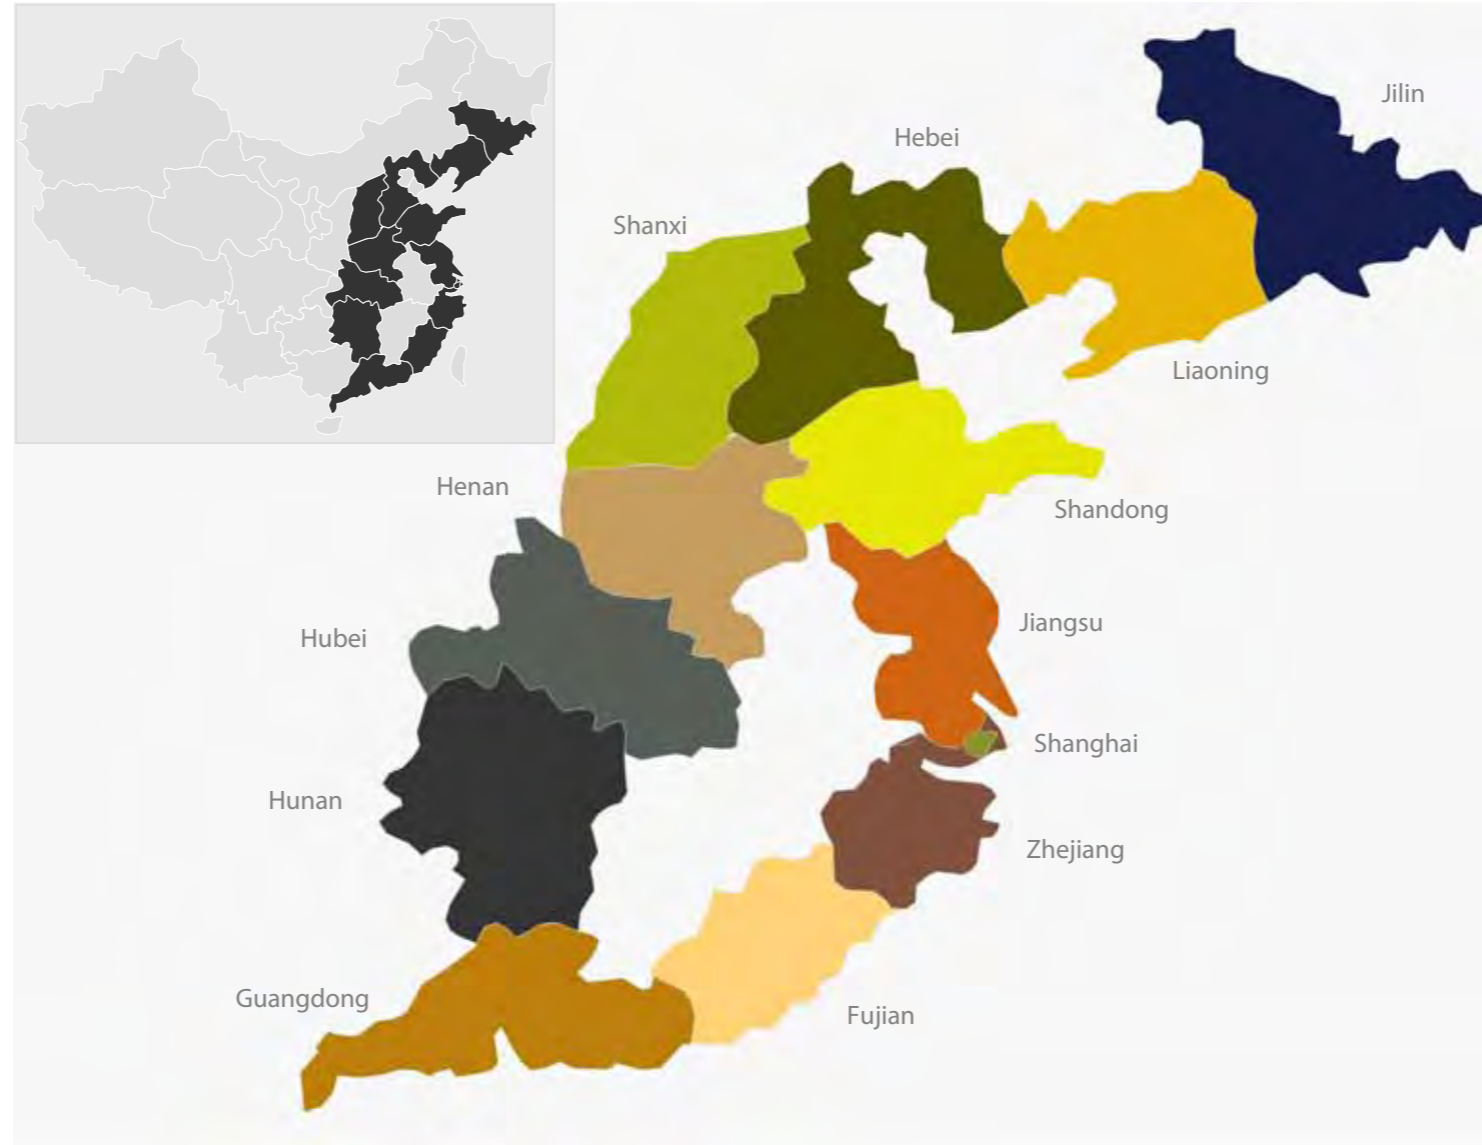 Jilin
Hebei
Shanxi
Liaoning
Henan
Shandong
Jiangsu
Hubei
Shanghai
Hunan
Zhejiang
Guangdong
Fujian